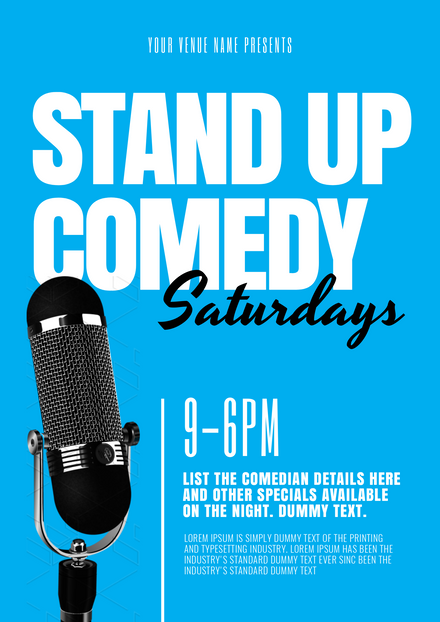 YOUR VENUE NAME PRESENTS
STAND UP
COMEDY
Saturdays
9-6PM
LIST THE COMEDIAN DETAILS HERE
AND OTHER SPECIALS AVAILABLE
ON THE NIGHT. DUMMY TEXT.
LOREM IPSUM IS SIMPLY DUMMY TEXT OF THE PRINTING
AND TYPESETTING INDUSTRY. LOREM IPSUM HAS BEEN THE
INDUSTRY'S STANDARD DUMMY TEXT EVER SINC BEEN THE
INDUSTRY'S STANDARD DUMMY TEXT